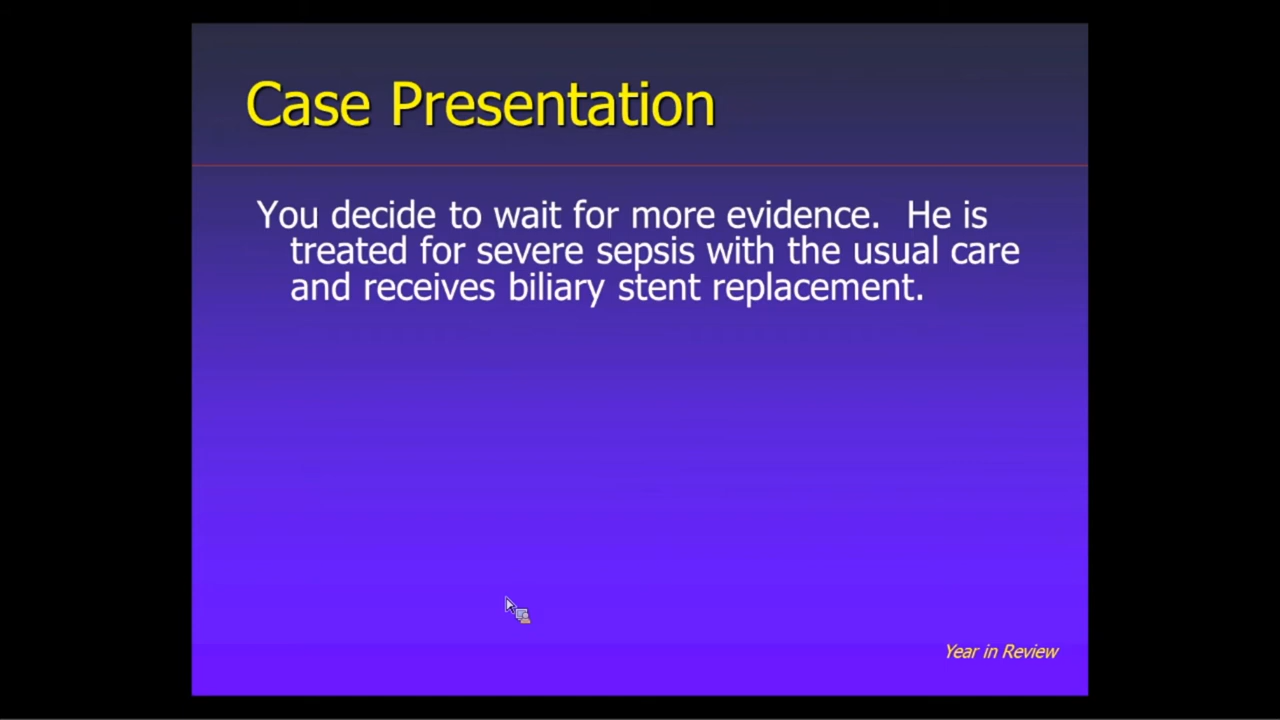 Case Presentation
You decide to wait for more evidence.  He is
treated for severe sepsis with the usual care
and receives biliary stent replacement.
Year in Review